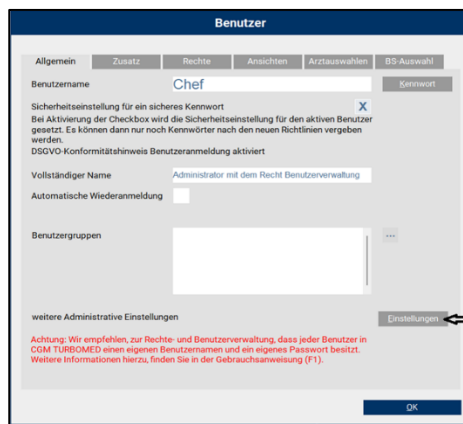 Benutzer
Allgemein Zusatz Rechte Ansichten Arztauswahlen BS-Auswahl
Benutzername Chef Kennwort
Sicherheitseinstellung für ein sicheres Kennwort X
Bei Aktivierung der Checkbox wird die Sicherheitseinstellung für den aktiven Benutzer
gesetzt. Es können dann nur noch Kennwörter nach den neuen Richtlinien vergeben
werden.
DSGVO-Konformitätshinweis Benutzeranmeldung aktiviert
Vollständiger Name Administrator mit dem Recht Benutzerverwaltung
Automatische Wiederanmeldung
Benutzergruppen ...
weitere Administrative Einstellungen Einstellungen
Achtung: Wir empfehlen, zur Rechte- und Benutzerverwaltung, dass jeder Benutzer in
CGM TURBOMED einen eigenen Benutzernamen und ein eigenes Passwort besitzt.
Weitere Informationen hierzu, finden Sie in der Gebrauchsanweisung (F1).
OK